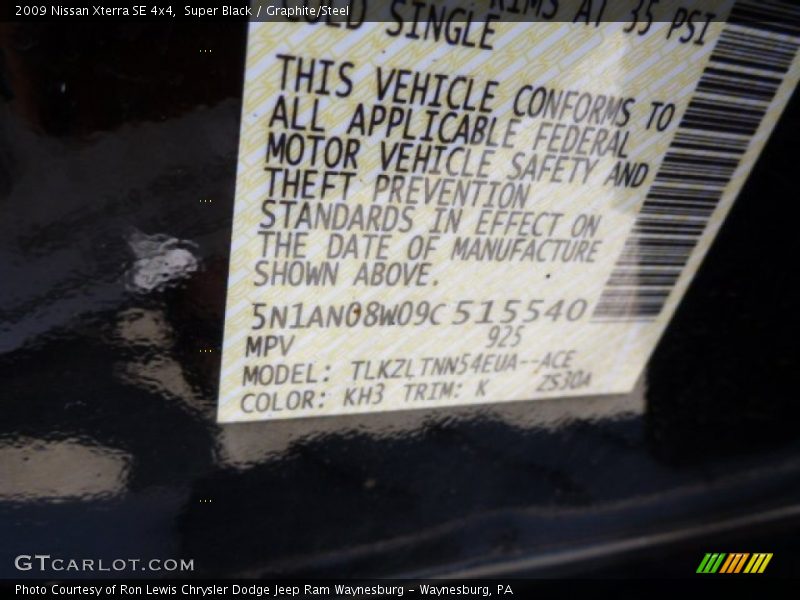 2009 Nissan Xterra SE 4x4,  Super Black / Graphite/Steel
RIMS AT 35 PSI
SINGLE
THIS VEHICLE CONFORMS TO
ALL APPLICABLE FEDERAL
MOTOR VEHICLE SAFETY AND
THEFT PREVENTION
STANDARDS IN EFFECT ON
THE DATE OF MANUFACTURE
SHOWN ABOVE.
5N1AN08W09C515540
MPV 925
MODEL: TLKZLTNN54EUA--ACE
COLOR: KH3 TRIM: K ZS30A
GTCARLOT.COM
Photo Courtesy of Ron Lewis Chrysler Dodge Jeep Ram Waynesburg – Waynesburg, PA